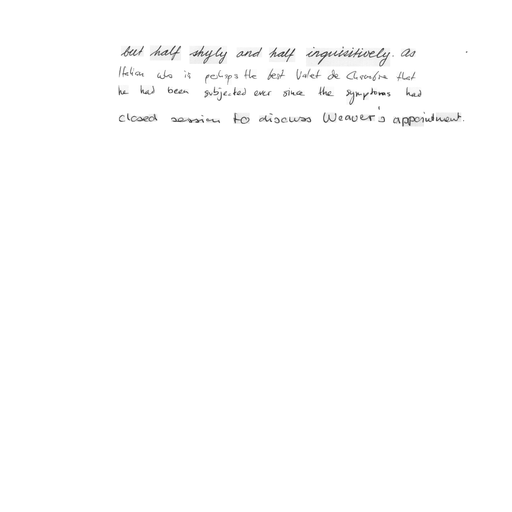 but half shyly and half inquisitively. As
Italian who is perhaps the best Valet de Chambre that
he had been subjected ever since the symptoms had
closed session to discuss Weaver's appointment.